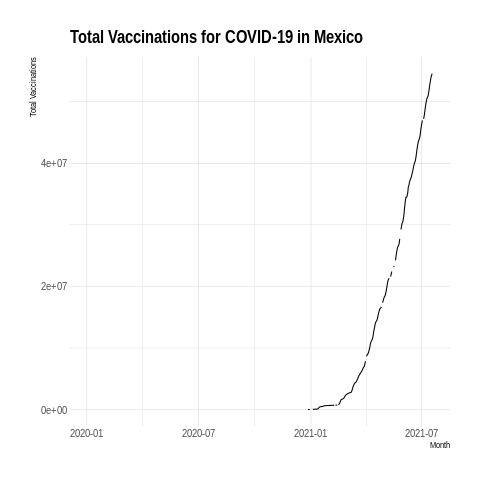 Total Vaccinations for COVID-19 in Mexico
Total Vaccinations
4e+07
2e+07
0e+00
2020-01 2020-07 2021-01 2021-07
Month